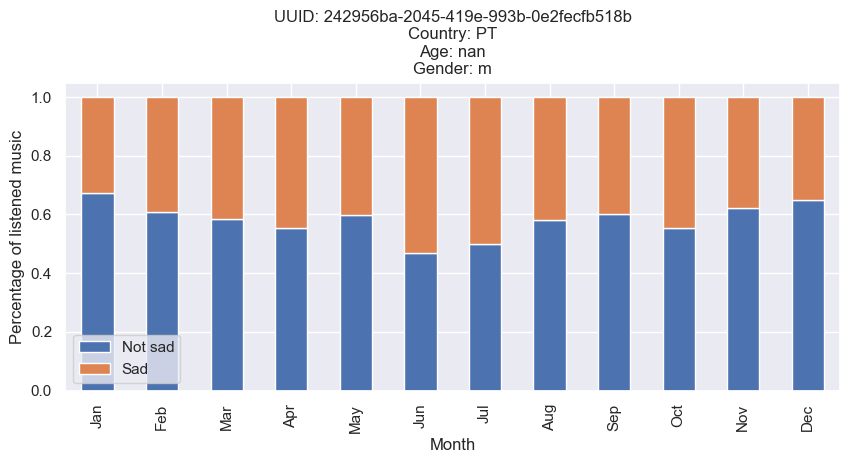 UUID: 242956ba-2045-419e-993b-0e2fecfb518b
Country: PT
Age: nan
Gender: m
Percentage of listened music
1.0
0.8
0.6
0.4
0.2
0.0
Not sad
Sad
Jan Feb Mar Apr May Jun Jul Aug Sep Oct Nov Dec
Month